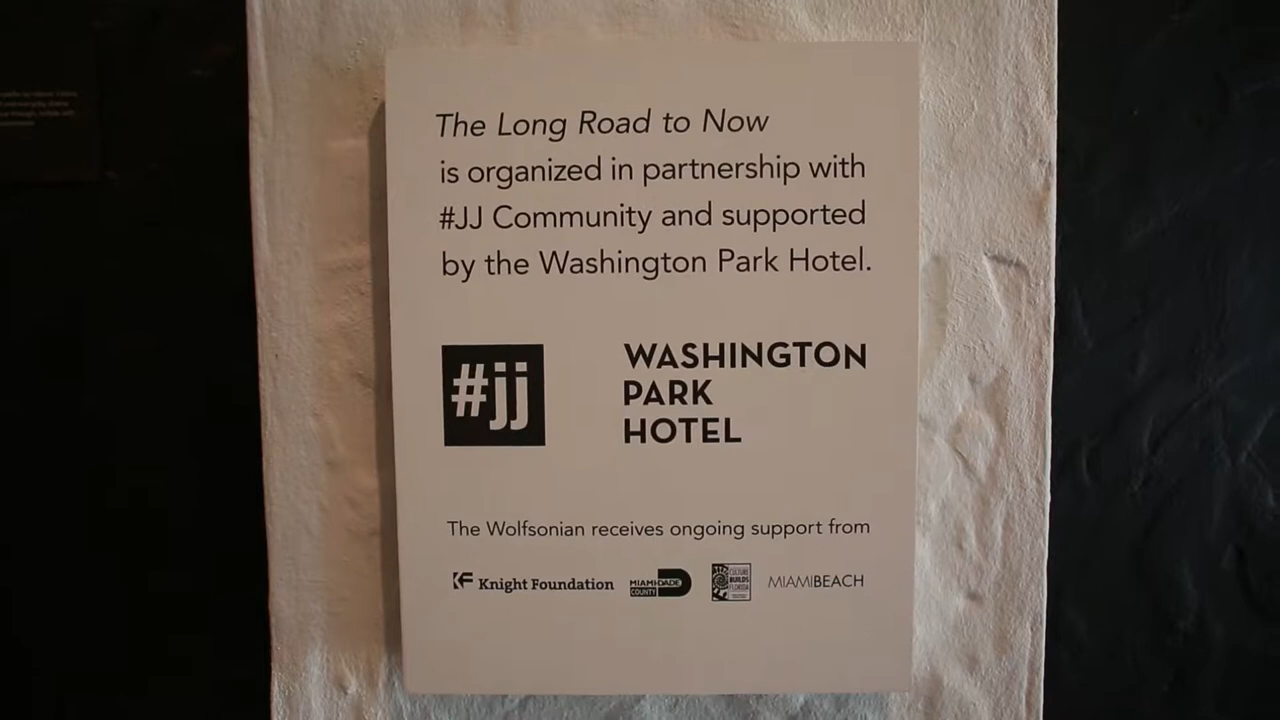 The Long Road to Now
is organized in partnership with
#JJ Community and supported
by the Washington Park Hotel.
#jj
WASHINGTON
PARK
HOTEL
The Wolfsonian receives ongoing support from
Knight Foundation
MIAMI-DADE
COUNTY
CULTURE
BUILDS
FLORIDA
MIAMIBEACH